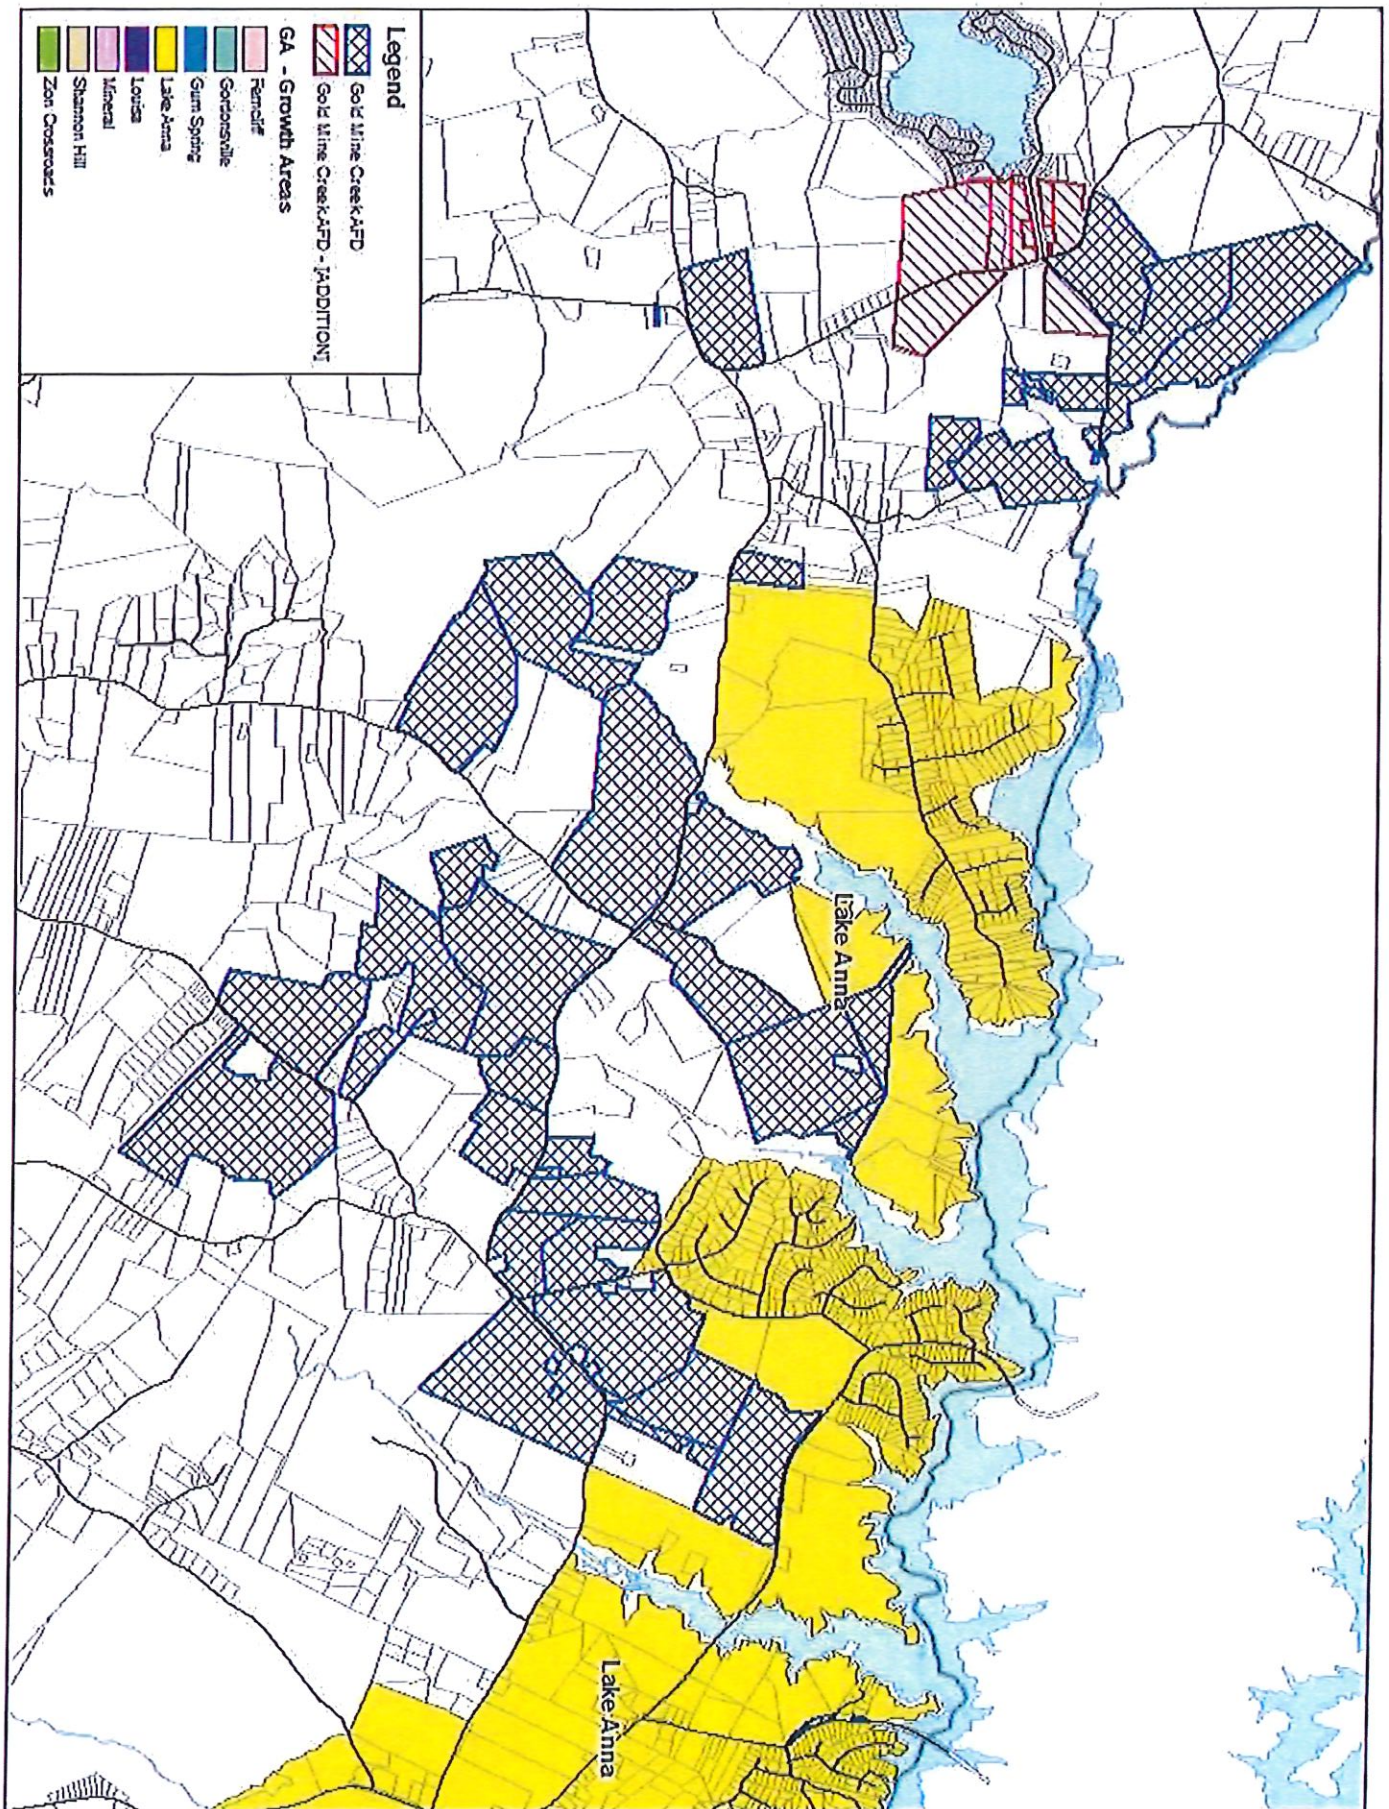 Legend
Gold Mine Creek AFD
Gold Mine Creek AFD - [ADDITION]
GA - Growth Areas
Ferncliff
Gordonsville
Gum Spring
Lake Anna
Louisa
Mineral
Shannon Hill
Zion Crossroads
Lake Anna
Lake Anna